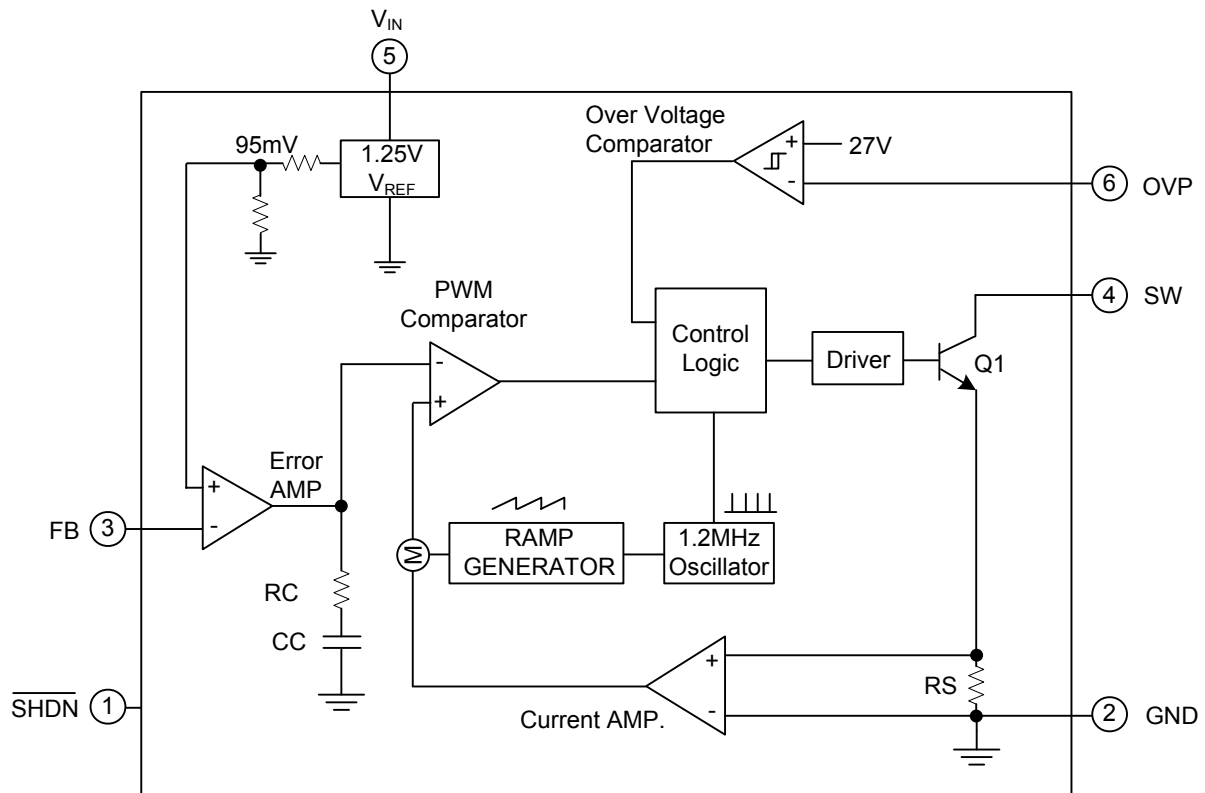 V_IN
5
Over Voltage
Comparator
95mV
1.25V
V_REF
+
27V
-
6 OVP
PWM
Comparator
4 SW
Control
Logic
Driver
Q1
-
+
Error
AMP
+
-
FB 3
M
RAMP
GENERATOR
1.2MHz
Oscillator
RC
CC
+
-
RS
SHDN 1
Current AMP.
2 GND